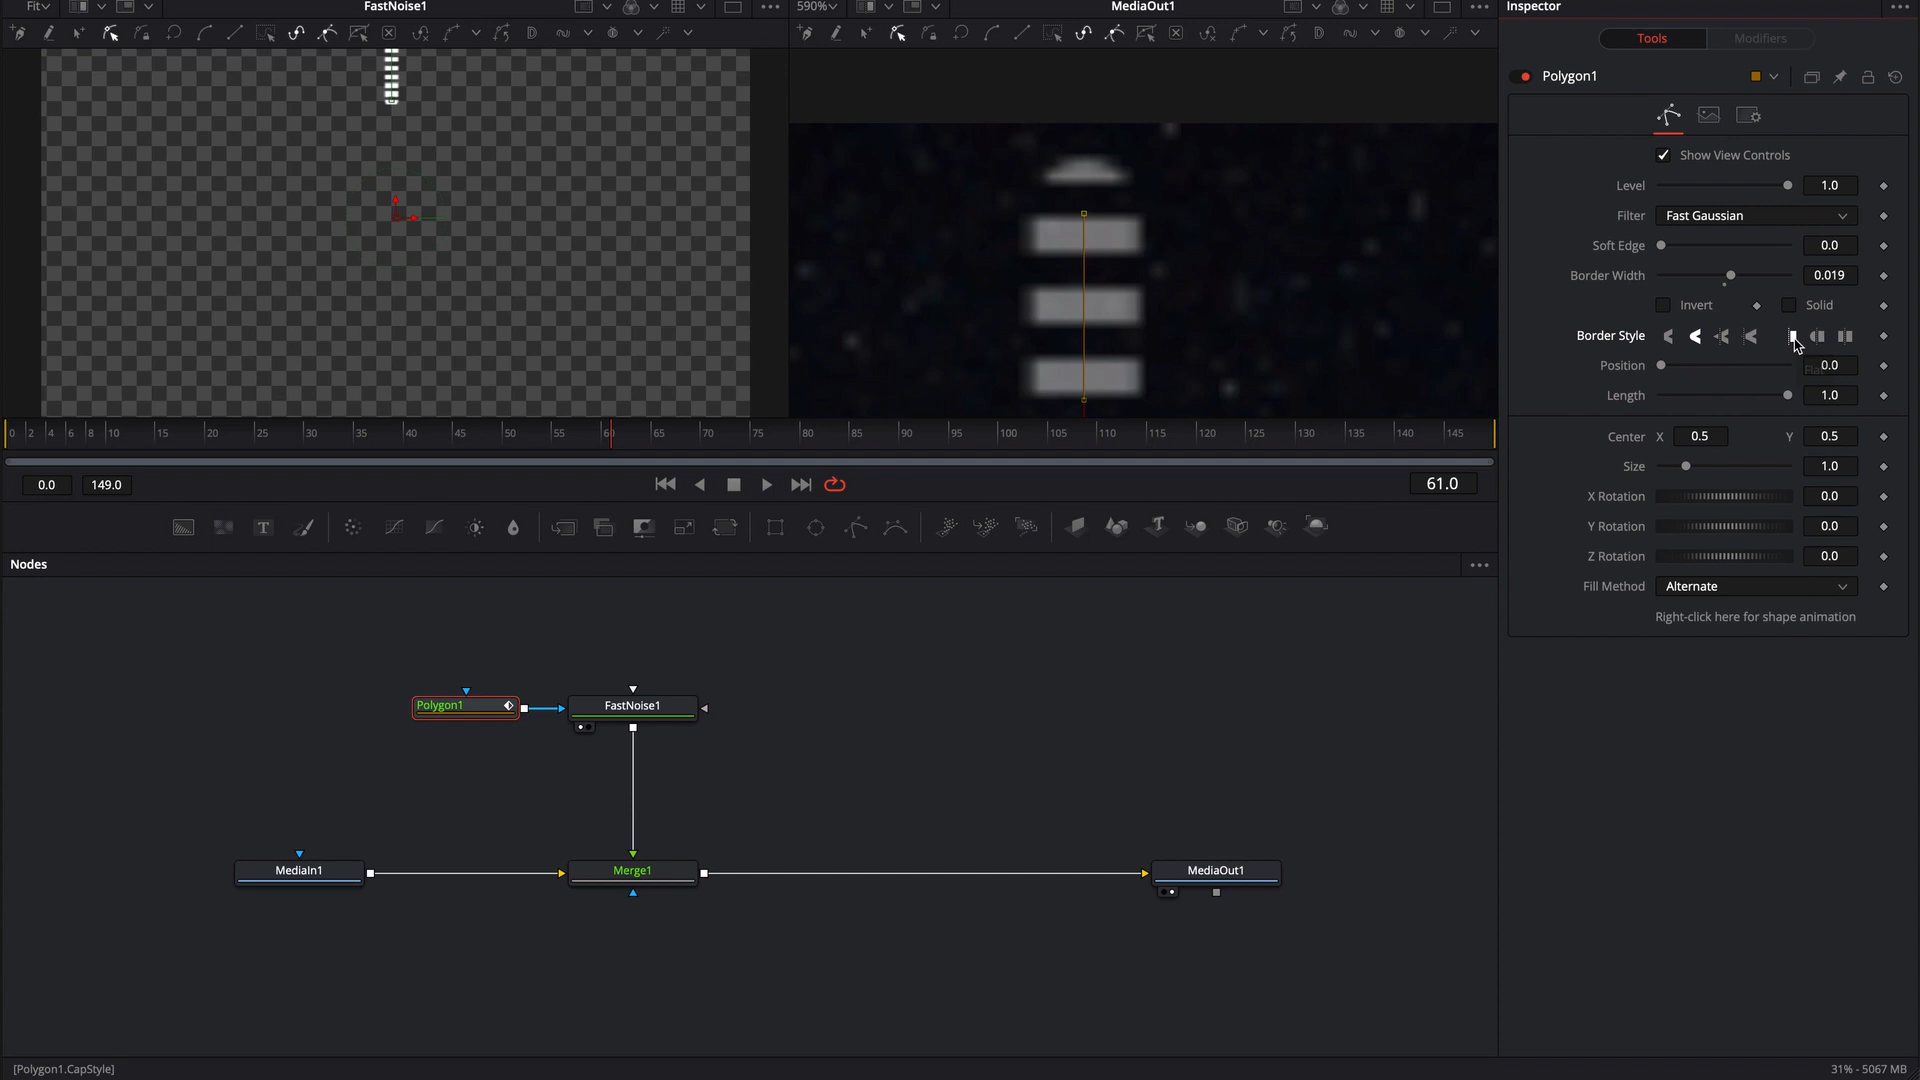 Fit
FastNoise1
590%
MediaOut1
Inspector
Tools
Modifiers
Polygon1
Show View Controls
Level 1.0
Filter Fast Gaussian
Soft Edge 0.0
Border Width 0.019
Invert Solid
Border Style
Position 0.0
Length 1.0
Center X 0.5 Y 0.5
Size 1.0
X Rotation 0.0
Y Rotation 0.0
Z Rotation 0.0
Fill Method Alternate
Right-click here for shape animation
0 2 4 6 8 10 15 20 25 30 35 40 45 50 55 60 65 70 75 80 85 90 95 100 105 110 115 120 125 130 135 140 145
0.0 149.0 61.0
T
Nodes
Polygon1
FastNoise1
MediaIn1
Merge1
MediaOut1
[Polygon1.CapStyle]
31% - 5067 MB